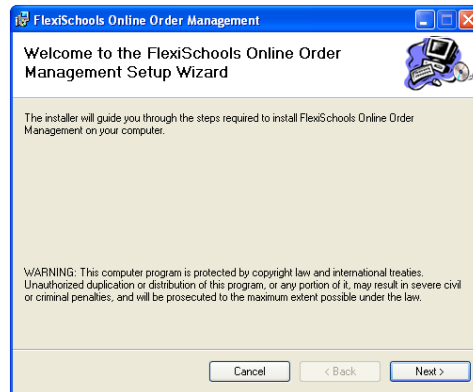 FlexiSchools Online Order Management
Welcome to the FlexiSchools Online Order
Management Setup Wizard
The installer will guide you through the steps required to install FlexiSchools Online Order
Management on your computer.
WARNING: This computer program is protected by copyright law and international treaties.
Unauthorized duplication or distribution of this program, or any portion of it, may result in severe civil
or criminal penalties, and will be prosecuted to the maximum extent possible under the law.
Cancel < Back Next >